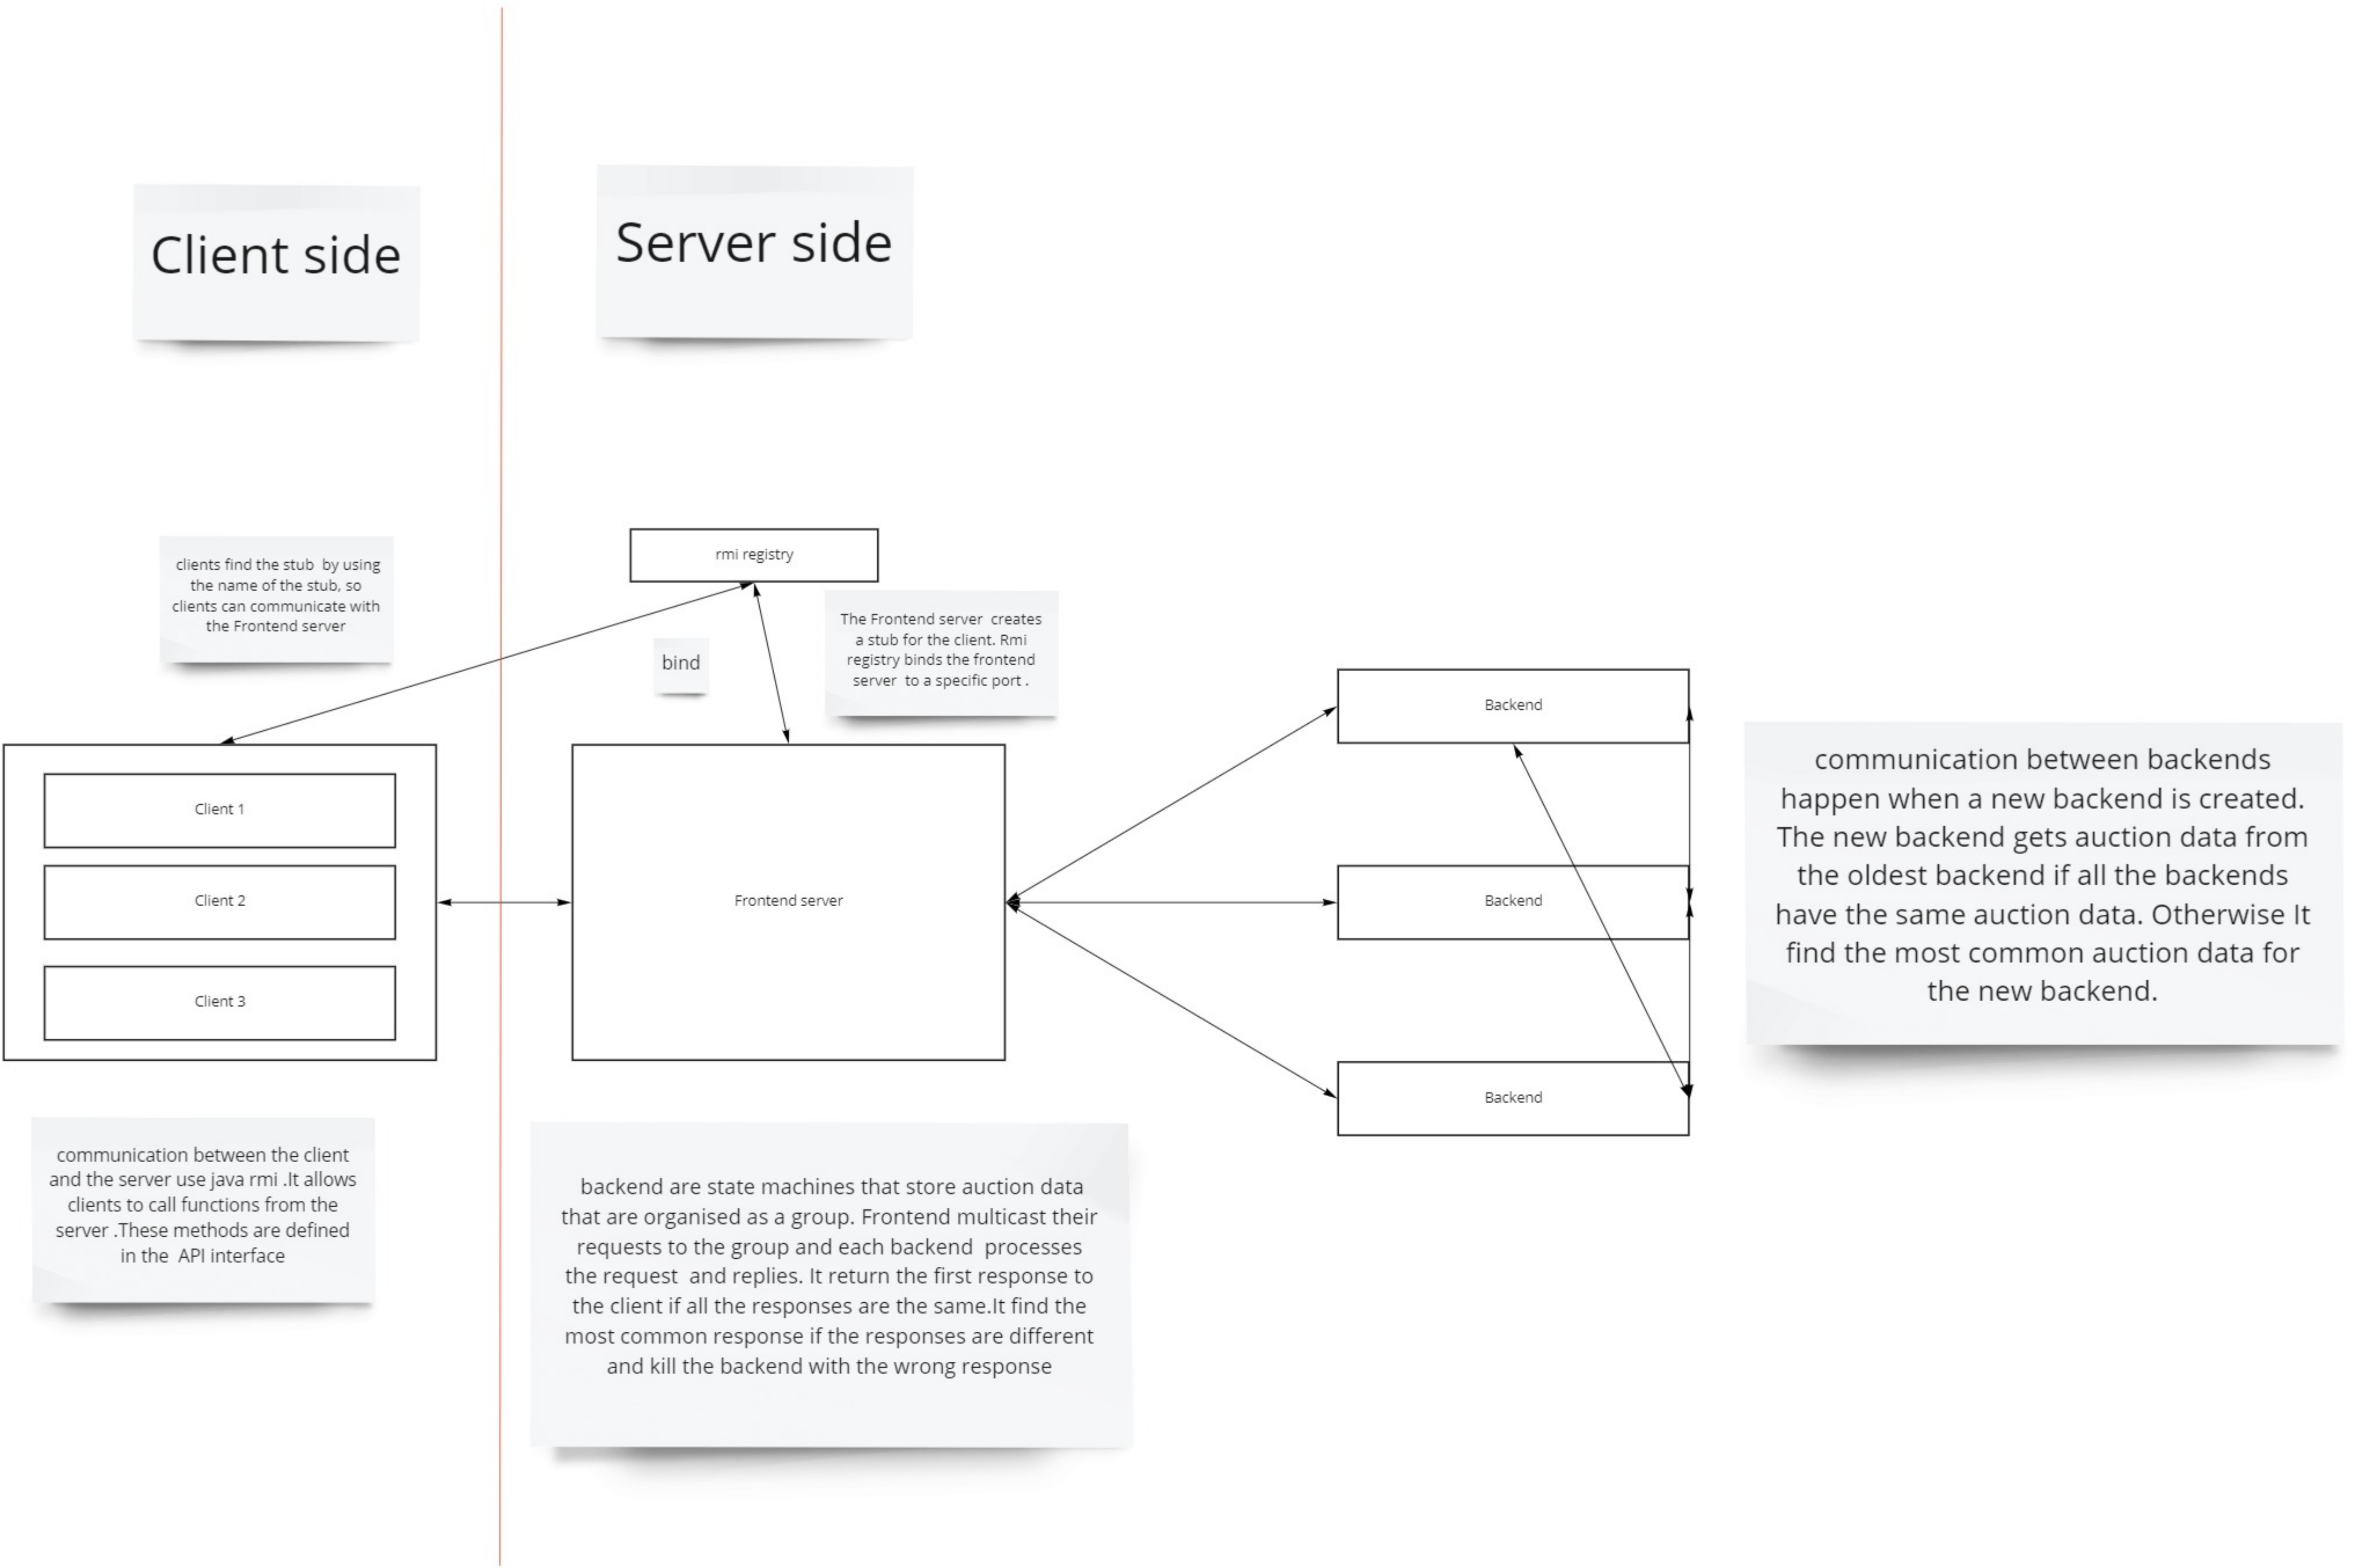 Client side
Server side
clients find the stub by using
the name of the stub, so
clients can communicate with
the Frontend server
rmi registry
bind
The Frontend server creates
a stub for the client. Rmi
registry binds the frontend
server to a specific port .
Client 1
Client 2
Client 3
Frontend server
Backend
Backend
Backend
communication between backends
happen when a new backend is created.
The new backend gets auction data from
the oldest backend if all the backends
have the same auction data. Otherwise It
find the most common auction data for
the new backend.
communication between the client
and the server use java rmi .It allows
clients to call functions from the
server .These methods are defined
in the API interface
backend are state machines that store auction data
that are organised as a group. Frontend multicast their
requests to the group and each backend processes
the request and replies. It return the first response to
the client if all the responses are the same.It find the
most common response if the responses are different
and kill the backend with the wrong response